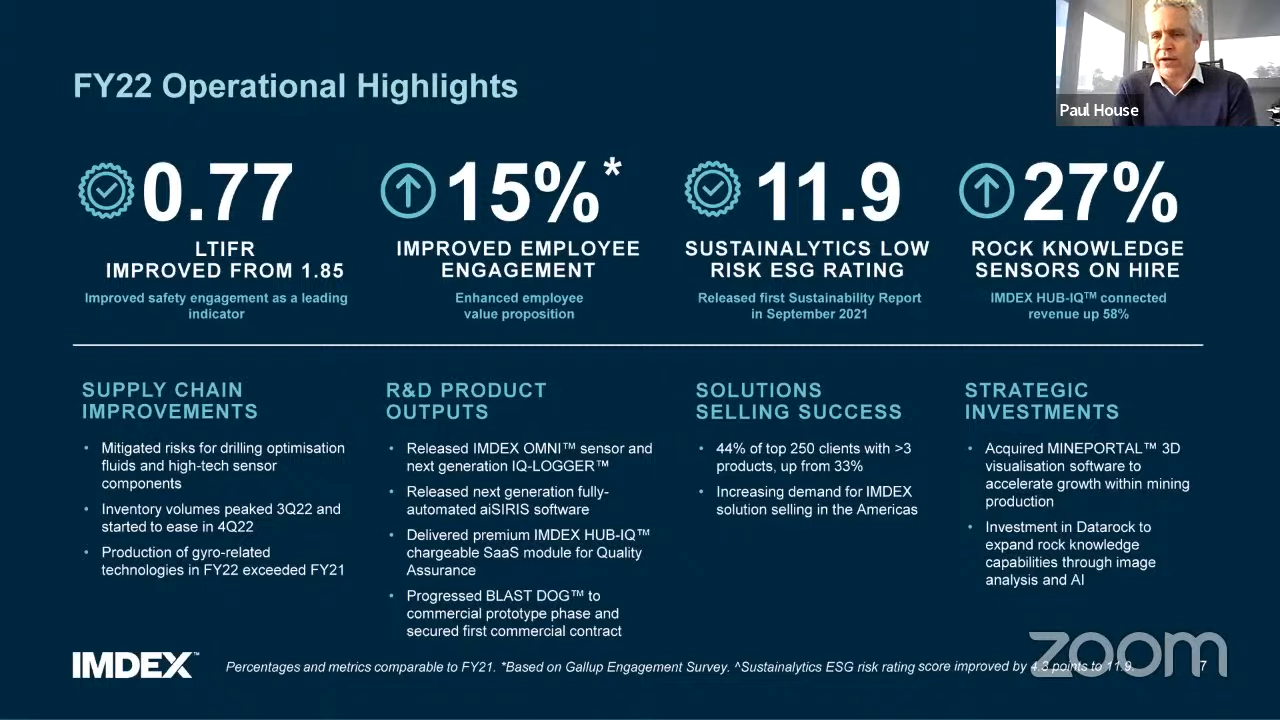 Paul House
FY22 Operational Highlights
0.77
LTIFR
IMPROVED FROM 1.85
Improved safety engagement as a leading
indicator
15%*
IMPROVED EMPLOYEE
ENGAGEMENT
Enhanced employee
value proposition
11.9
SUSTAINALYTICS LOW
RISK ESG RATING
Released first Sustainability Report
in September 2021
27%
ROCK KNOWLEDGE
SENSORS ON HIRE
IMDEX HUB-IQ™ connected
revenue up 58%
SUPPLY CHAIN
IMPROVEMENTS
• Mitigated risks for drilling optimisation
fluids and high-tech sensor
components
• Inventory volumes peaked 3Q22 and
started to ease in 4Q22
• Production of gyro-related
technologies in FY22 exceeded FY21
R&D PRODUCT
OUTPUTS
• Released IMDEX OMNI™ sensor and
next generation IQ-LOGGER™
• Released next generation fully-
automated aiSIRIS software
• Delivered premium IMDEX HUB-IQ™
chargeable SaaS module for Quality
Assurance
• Progressed BLAST DOG™ to
commercial prototype phase and
secured first commercial contract
SOLUTIONS
SELLING SUCCESS
• 44% of top 250 clients with >3
products, up from 33%
• Increasing demand for IMDEX
solution selling in the Americas
STRATEGIC
INVESTMENTS
• Acquired MINEPORTAL™ 3D
visualisation software to
accelerate growth within mining
production
• Investment in Datarock to
expand rock knowledge
capabilities through image
analysis and AI
IMDEX™
Percentages and metrics comparable to FY21. *Based on Gallup Engagement Survey. ^Sustainalytics ESG risk rating score improved by 4.3 points to 11.9.
7
zoom